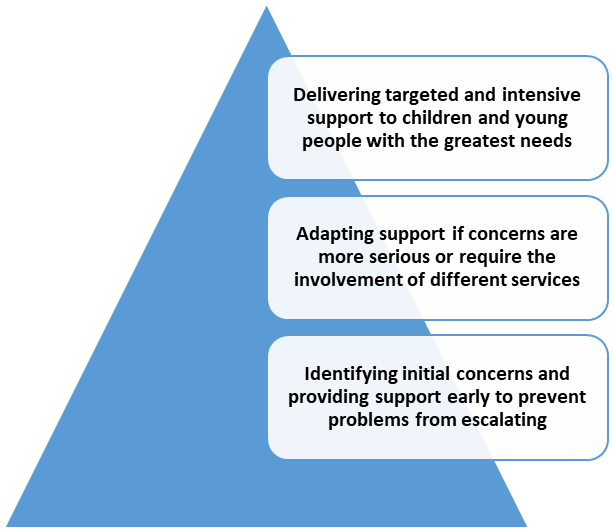 Delivering targeted and intensive
support to children and young
people with the greatest needs
Adapting support if concerns are
more serious or require the
involvement of different services
Identifying initial concerns and
providing support early to prevent
problems from escalating